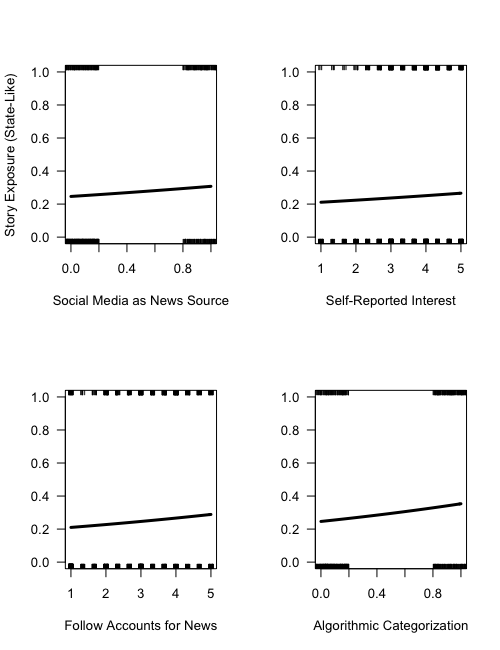 Story Exposure (State-Like)
1.0
0.8
0.6
0.4
0.2
0.0
0.0 0.4 0.8
Social Media as News Source
1.0
0.8
0.6
0.4
0.2
0.0
1 2 3 4 5
Self-Reported Interest
1.0
0.8
0.6
0.4
0.2
0.0
1 2 3 4 5
Follow Accounts for News
1.0
0.8
0.6
0.4
0.2
0.0
0.0 0.4 0.8
Algorithmic Categorization